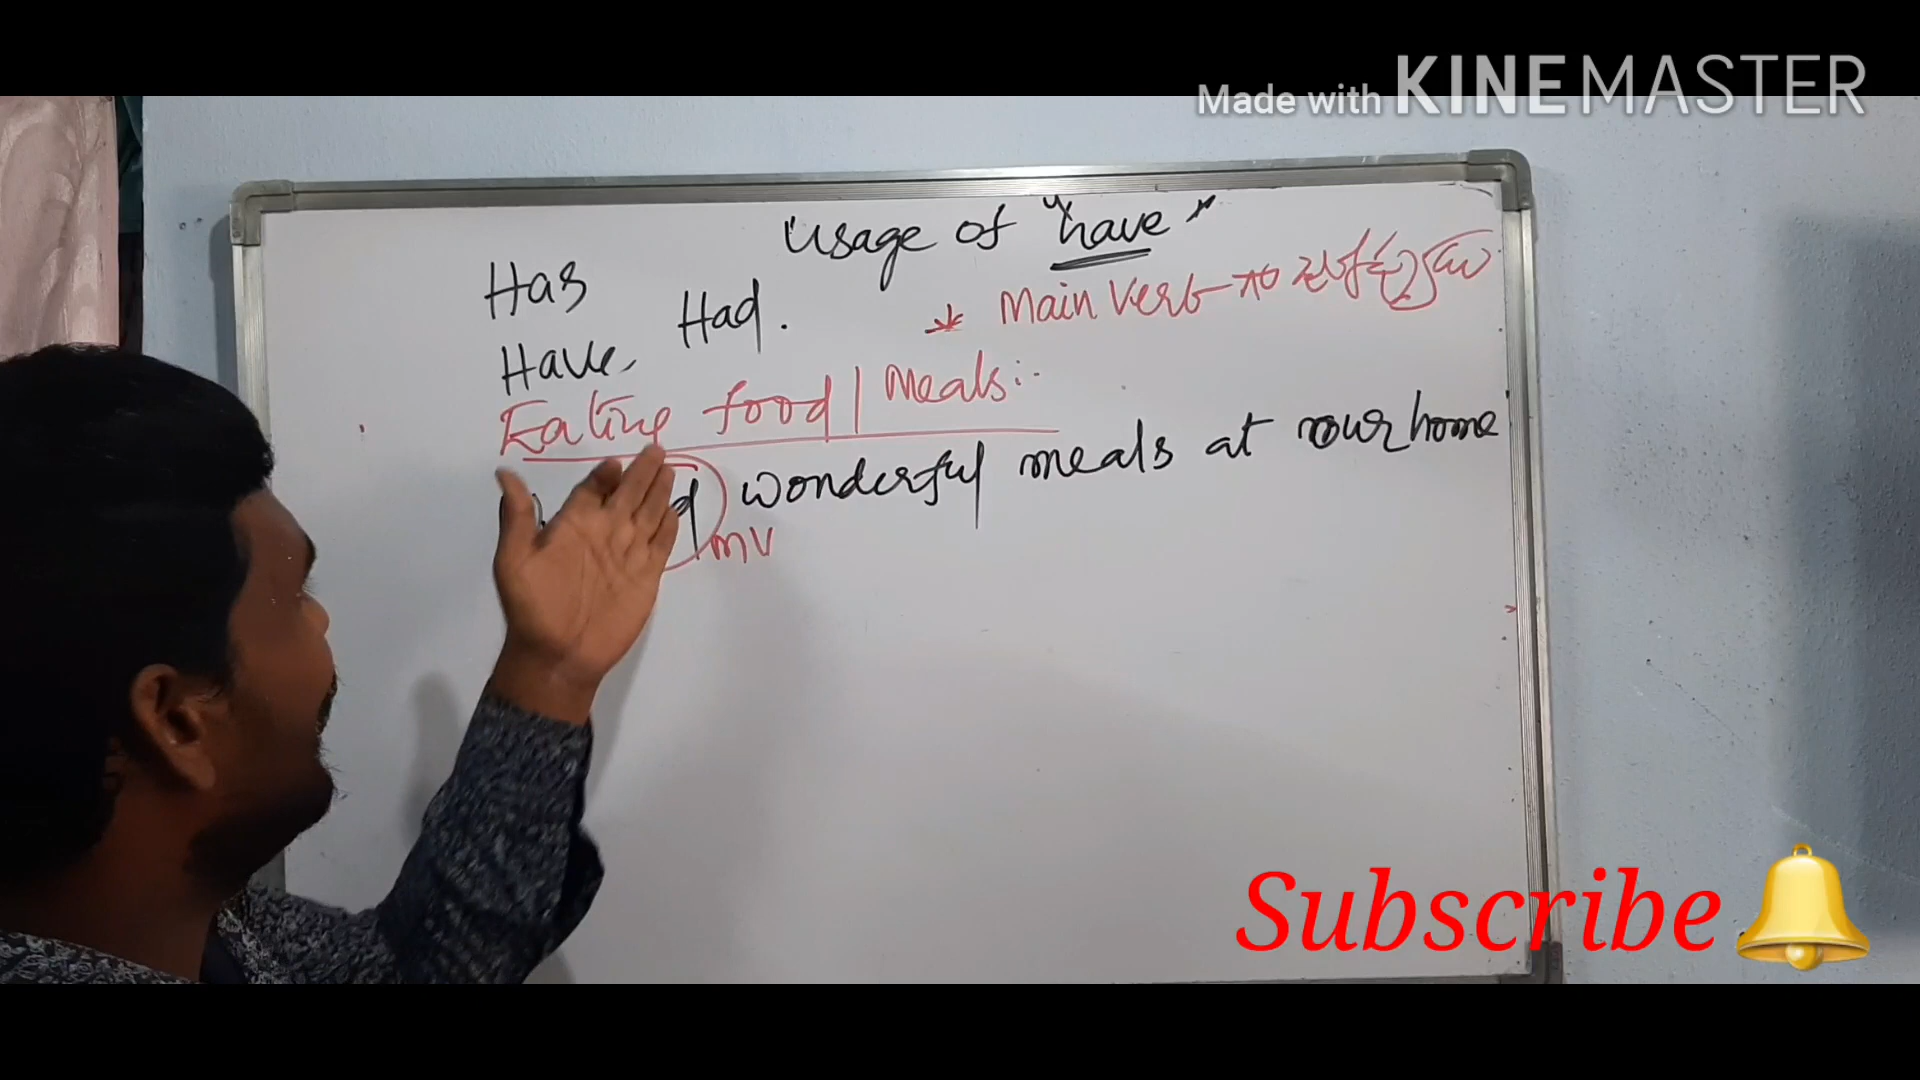 Made with KINEMASTER
Usage of "have"
Has
Had.
* Main Verb
Have
Eating food | Meals:-
wonderful meals at our home
mv
Subscribe